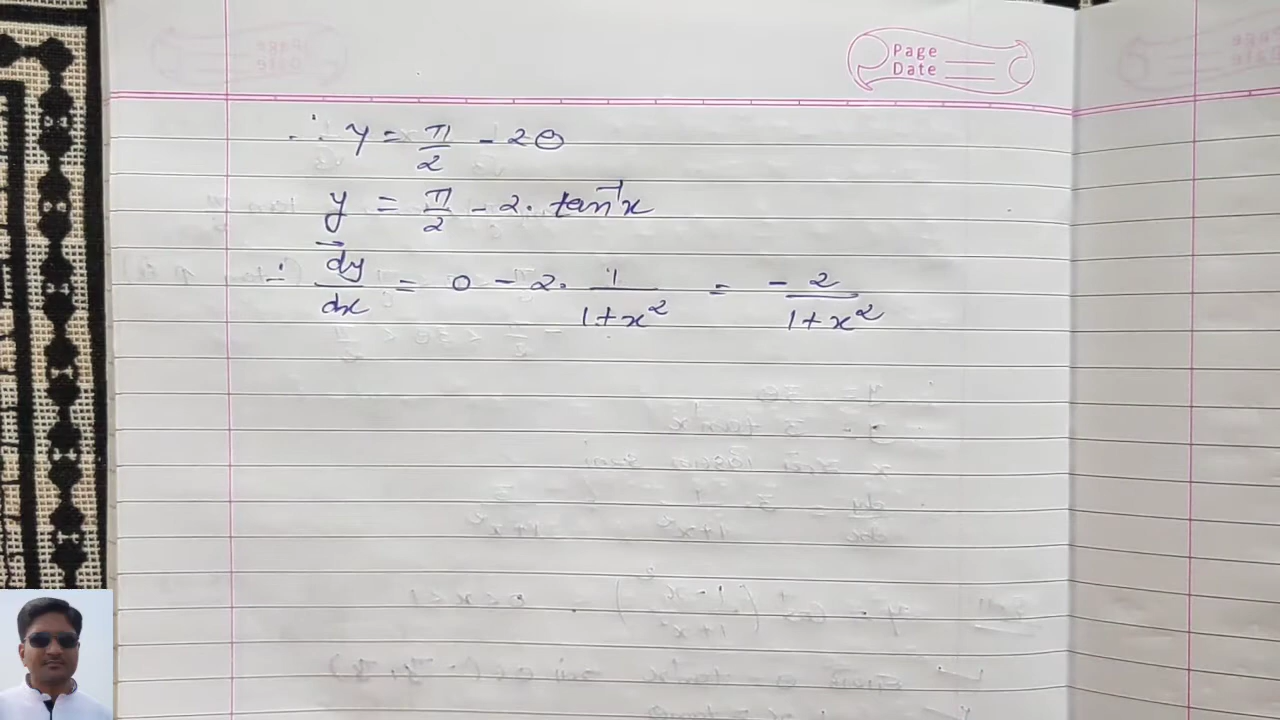 Page
Date
∴ y = π/2 - 2θ
y = π/2 - 2. tan⁻¹x
∴ dy/dx = 0 - 2. 1/1+x² = -2/1+x²